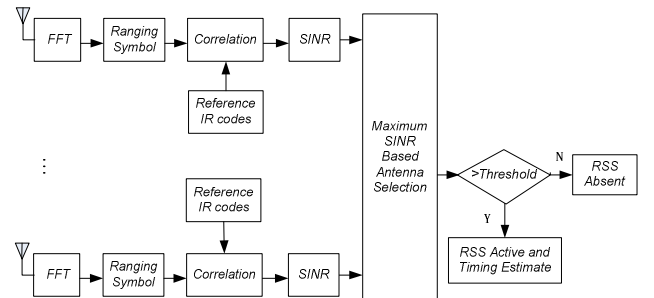 FFT
Ranging
Symbol
Correlation
SINR
Reference
IR codes
Maximum
SINR
Based
Antenna
Selection
>Threshold
N
RSS
Absent
Y
RSS Active and
Timing Estimate
Reference
IR codes
FFT
Ranging
Symbol
Correlation
SINR